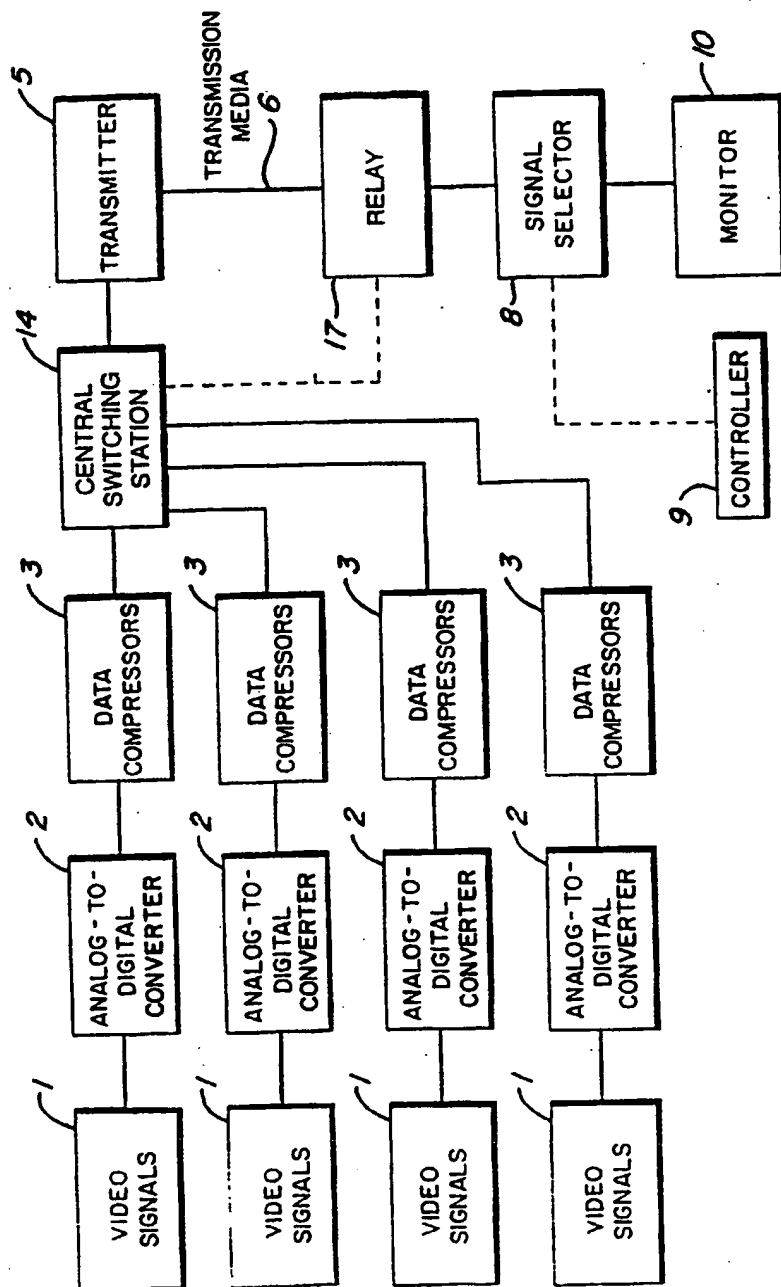 1
VIDEO
SIGNALS
2
ANALOG-TO-
DIGITAL
CONVERTER
3
DATA
COMPRESSORS
14
CENTRAL
SWITCHING
STATION
5
TRANSMITTER
1
VIDEO
SIGNALS
2
ANALOG-TO-
DIGITAL
CONVERTER
3
DATA
COMPRESSORS
TRANSMISSION
MEDIA
6
1
VIDEO
SIGNALS
2
ANALOG-TO-
DIGITAL
CONVERTER
3
DATA
COMPRESSORS
17
RELAY
1
VIDEO
SIGNALS
2
ANALOG-TO-
DIGITAL
CONVERTER
3
DATA
COMPRESSORS
8
SIGNAL
SELECTOR
9
CONTROLLER
10
MONITOR